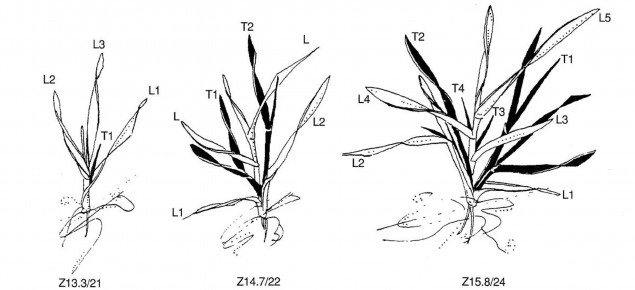 L2
L3
L1
T1
Z13.3/21
T2
L
T1
L
L2
L1
Z14.7/22
T2
L5
T1
T4
L4
T3
L3
L2
L1
Z15.8/24